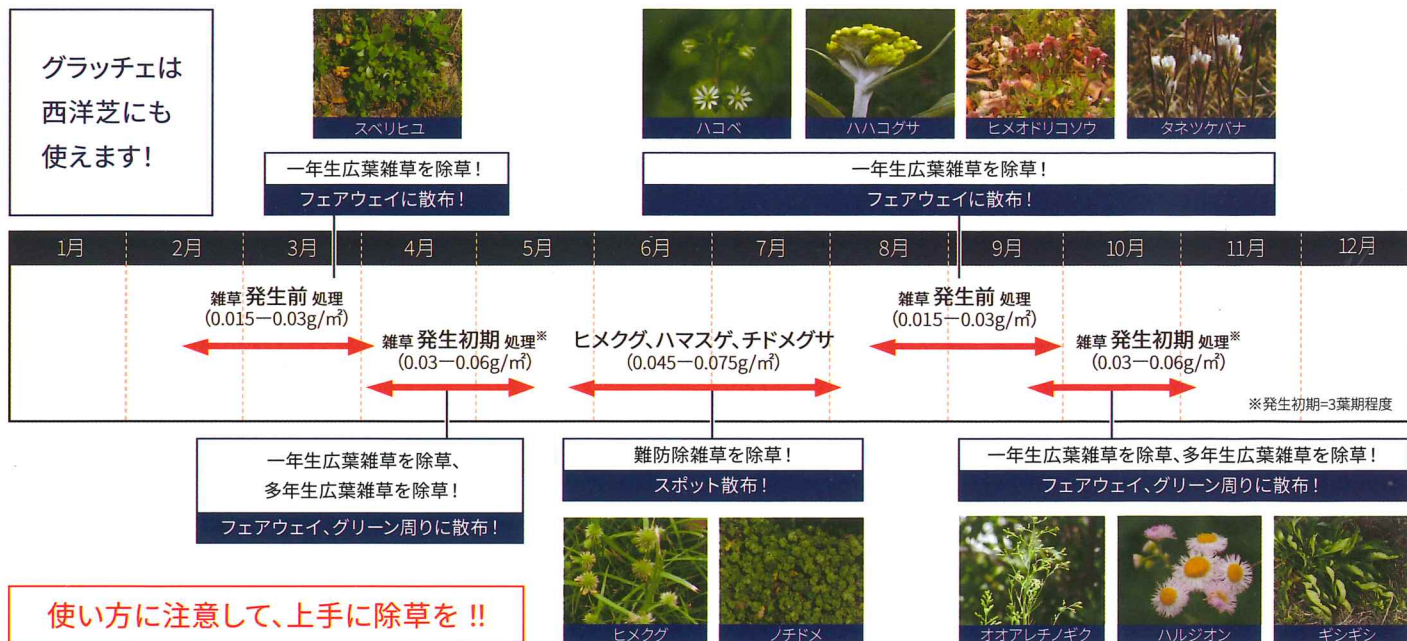 グラッチェは
西洋芝にも
使えます!
スベリヒユ
ハコベ
ハハコグサ
ヒメオドリコソウ
タネツケバナ
一年生広葉雑草を除草!
フェアウェイに散布!
一年生広葉雑草を除草!
フェアウェイに散布!
1月 2月 3月 4月 5月 6月 7月 8月 9月 10月 11月 12月
雑草 発生前 処理
(0.015−0.03g/㎡)
雑草 発生初期 処理※
(0.03−0.06g/㎡)
ヒメクグ、ハマスゲ、チドメグサ
(0.045−0.075g/㎡)
雑草 発生前 処理
(0.015−0.03g/㎡)
雑草 発生初期 処理※
(0.03−0.06g/㎡)
※発生初期=3葉期程度
一年生広葉雑草を除草、
多年生広葉雑草を除草!
フェアウェイ、グリーン周りに散布!
難防除雑草を除草!
スポット散布!
一年生広葉雑草を除草、多年生広葉雑草を除草!
フェアウェイ、グリーン周りに散布!
ヒメクグ
ノチドメ
オオアレチノギク
ハルジオン
ギシギシ
使い方に注意して、上手に除草を !!